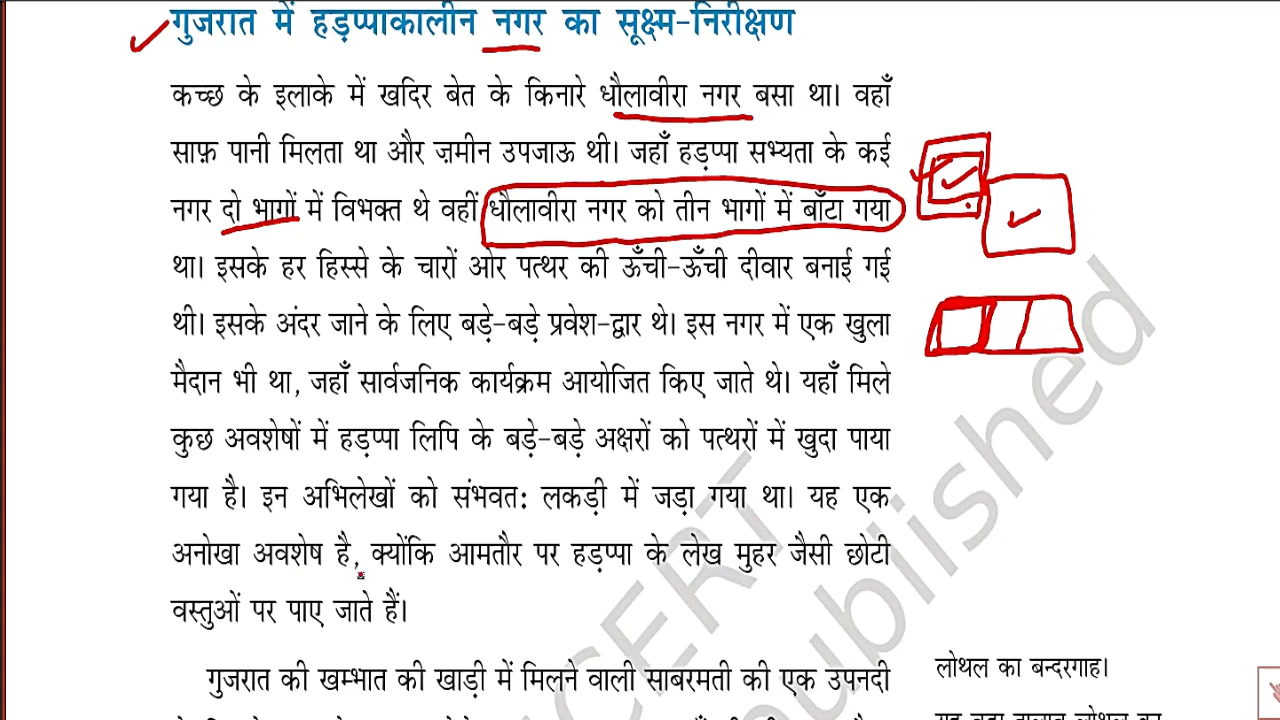 गुजरात में हड़प्पाकालीन नगर का सूक्ष्म-निरीक्षण
कच्छ के इलाके में खदिर बेत के किनारे धौलावीरा नगर बसा था। वहाँ
साफ़ पानी मिलता था और ज़मीन उपजाऊ थी। जहाँ हड़प्पा सभ्यता के कई
नगर दो भागों में विभक्त थे वहीं धौलावीरा नगर को तीन भागों में बाँटा गया
था। इसके हर हिस्से के चारों ओर पत्थर की ऊँची-ऊँची दीवार बनाई गई
थी। इसके अंदर जाने के लिए बड़े-बड़े प्रवेश-द्वार थे। इस नगर में एक खुला
मैदान भी था, जहाँ सार्वजनिक कार्यक्रम आयोजित किए जाते थे। यहाँ मिले
कुछ अवशेषों में हड़प्पा लिपि के बड़े-बड़े अक्षरों को पत्थरों में खुदा पाया
गया है। इन अभिलेखों को संभवत: लकड़ी में जड़ा गया था। यह एक
अनोखा अवशेष है, क्योंकि आमतौर पर हड़प्पा के लेख मुहर जैसी छोटी
वस्तुओं पर पाए जाते हैं।
गुजरात की खम्भात की खाड़ी में मिलने वाली साबरमती की एक उपनदी
लोथल का बन्दरगाह।
NCERT
published